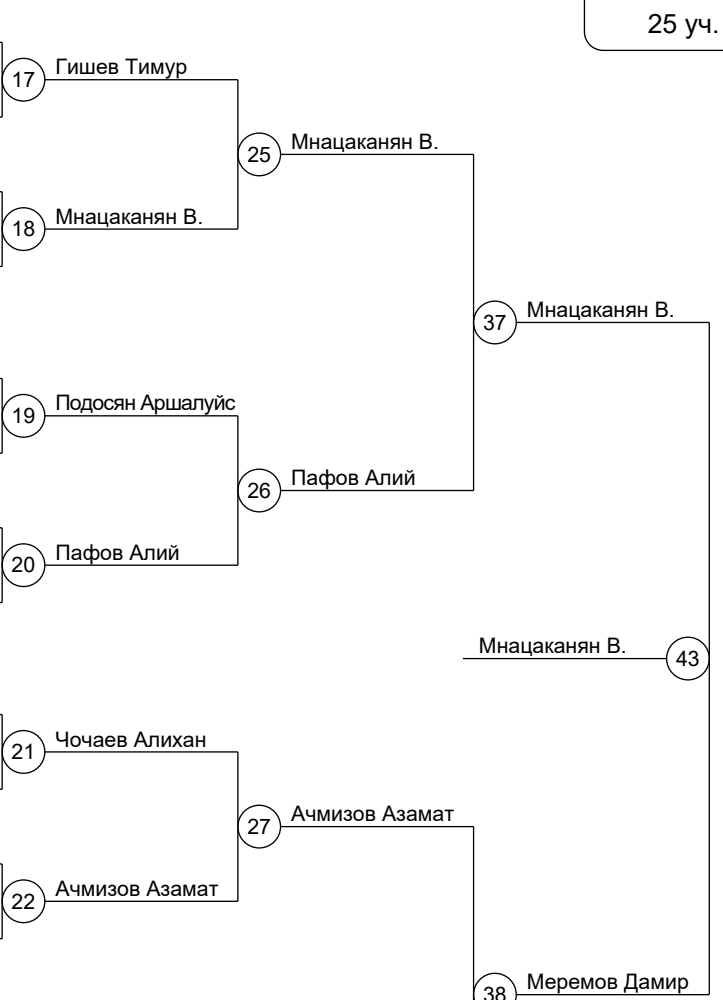 25 уч.
17 Гишев Тимур
25 Мнацаканян В.
18 Мнацаканян В.
37 Мнацаканян В.
19 Подосян Аршалуйс
26 Пафов Алий
20 Пафов Алий
Мнацаканян В. 43
21 Чочаев Алихан
27 Ачмизов Азамат
22 Ачмизов Азамат
38 Меремов Дамир